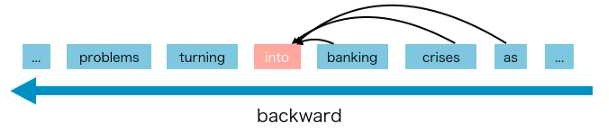 ... problems turning into banking crises as ...
backward